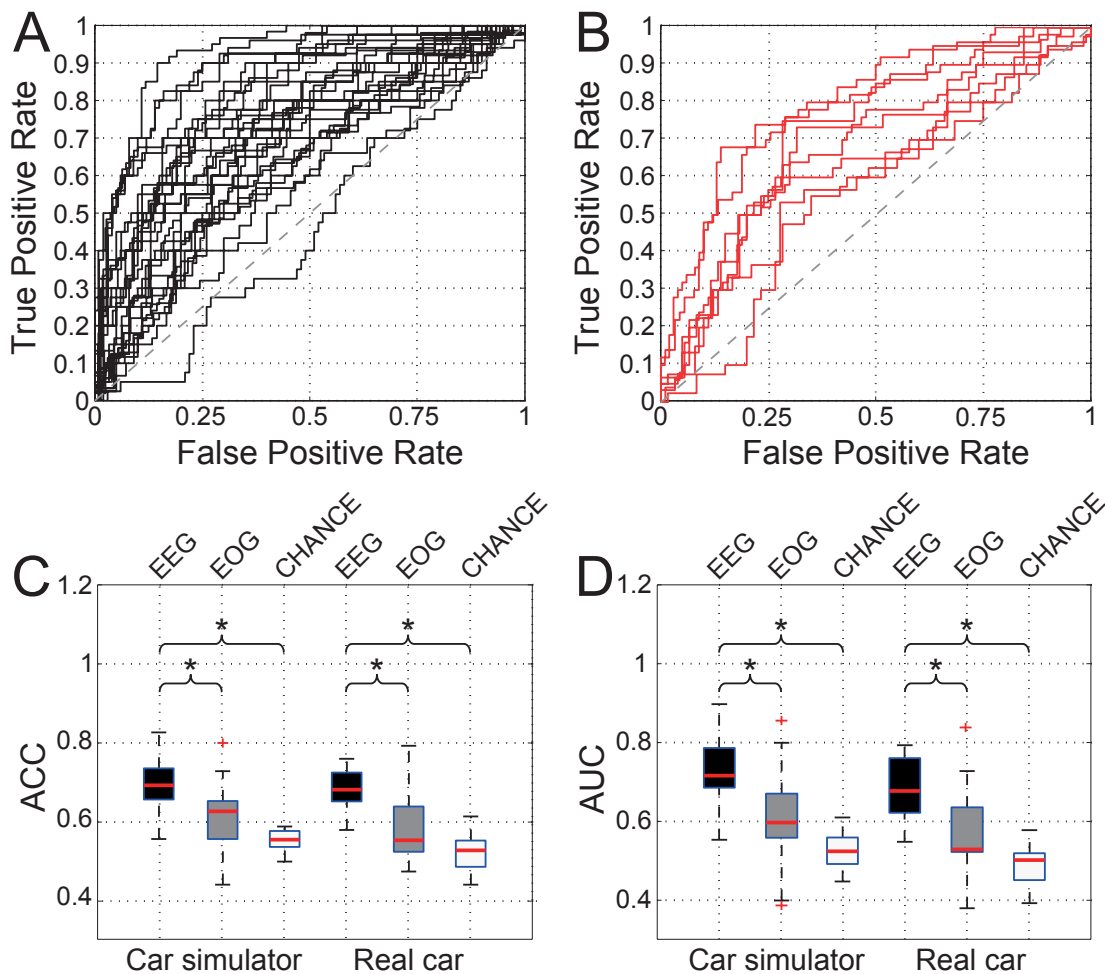 A
True Positive Rate
1
0.9
0.8
0.7
0.6
0.5
0.4
0.3
0.2
0.1
0
0 0.25 0.5 0.75 1
False Positive Rate
B
True Positive Rate
1
0.9
0.8
0.7
0.6
0.5
0.4
0.3
0.2
0.1
0
0 0.25 0.5 0.75 1
False Positive Rate
C
EEG EOG CHANCE EEG EOG CHANCE
ACC
1.2
1
0.8
0.6
0.4
* *
* *
Car simulator Real car
D
EEG EOG CHANCE EEG EOG CHANCE
AUC
1.2
1
0.8
0.6
0.4
* *
* *
Car simulator Real car